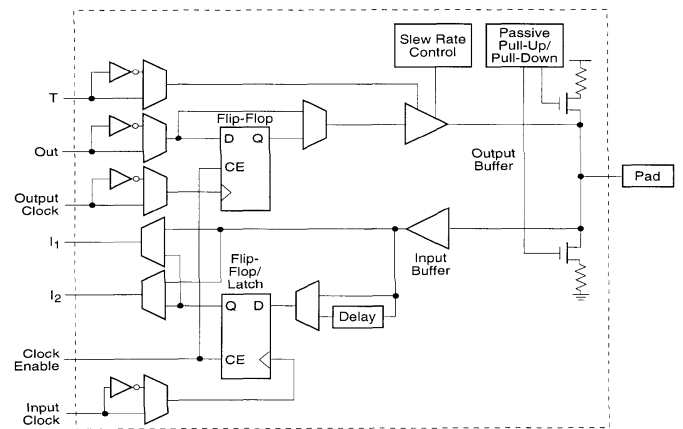 Slew Rate
Control
Passive
Pull-Up/
Pull-Down
T
Flip-Flop
D Q
CE
Out
Output
Buffer
Pad
Output
Clock
I1
Flip-
Flop/
Latch
Input
Buffer
I2
Q D
Delay
CE
Clock
Enable
Input
Clock